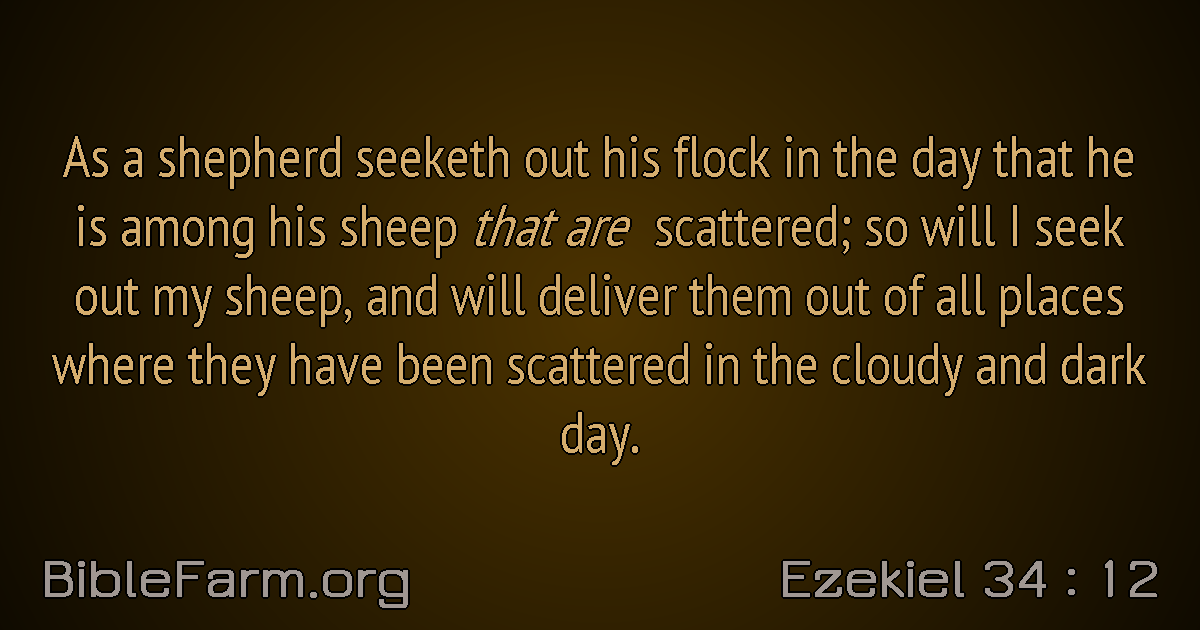 As a shepherd seeketh out his flock in the day that he
is among his sheep that are scattered; so will I seek
out my sheep, and will deliver them out of all places
where they have been scattered in the cloudy and dark
day.
BibleFarm.org
Ezekiel 34 : 12